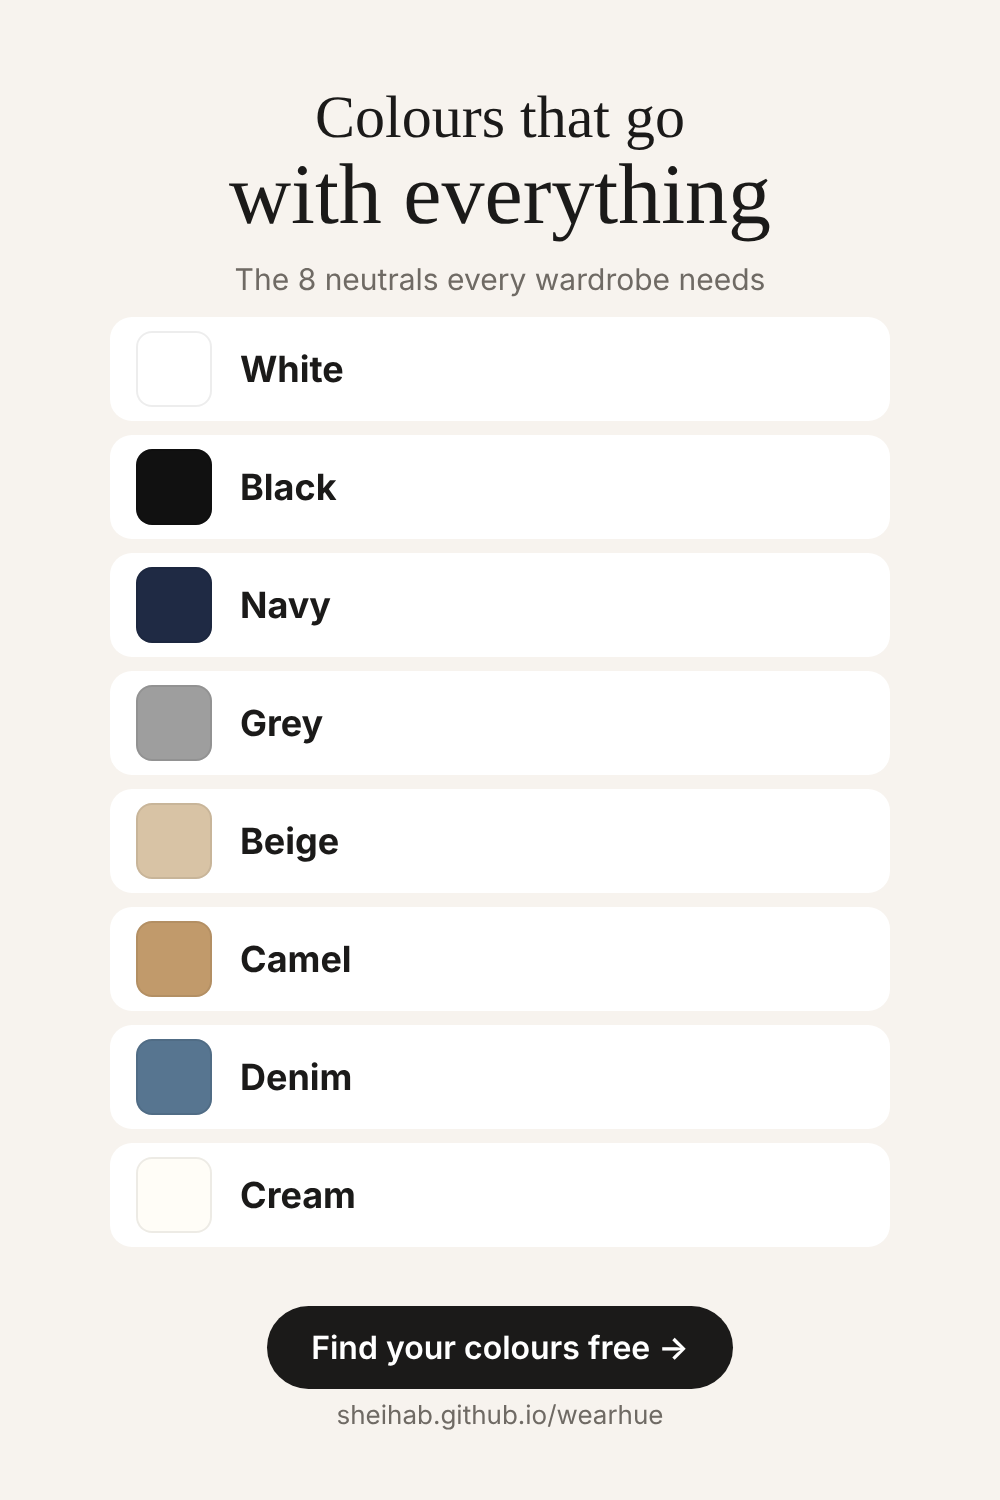 Colours that go
with everything
The 8 neutrals every wardrobe needs
White
Black
Navy
Grey
Beige
Camel
Denim
Cream
Find your colours free →
sheihab.github.io/wearhue